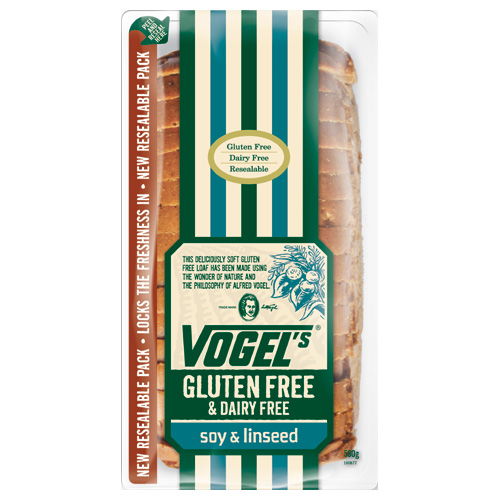 PEEL
AND
RESEAL
HERE
NEW RESEALABLE PACK • LOCKS THE FRESHNESS IN • NEW RESEALABLE PACK
Gluten Free
Dairy Free
Resealable
THIS DELICIOUSLY SOFT GLUTEN
FREE LOAF HAS BEEN MADE USING
THE WONDER OF NATURE AND
THE PHILOSOPHY OF ALFRED VOGEL.
TRADE MARK
VOGEL's®
GLUTEN FREE
& DAIRY FREE
soy & linseed
580g